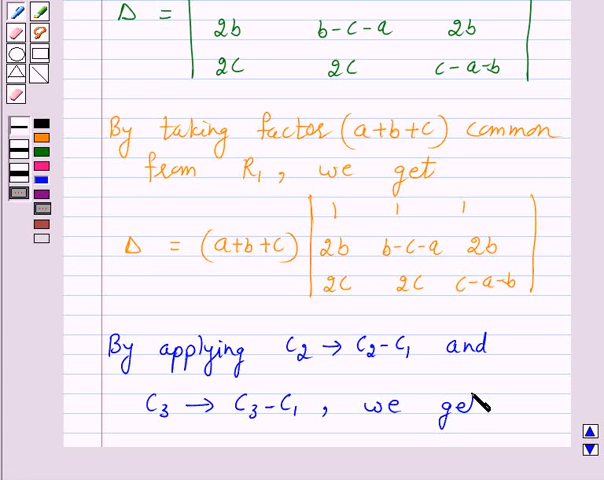 Δ =
2b b-c-a 2b
2c 2c c-a-b
By taking factor (a+b+c) common
from R₁, we get
1 1 1
Δ = (a+b+c) 2b b-c-a 2b
2c 2c c-a-b
By applying C₂ → C₂-C₁ and
C₃ → C₃-C₁, we get